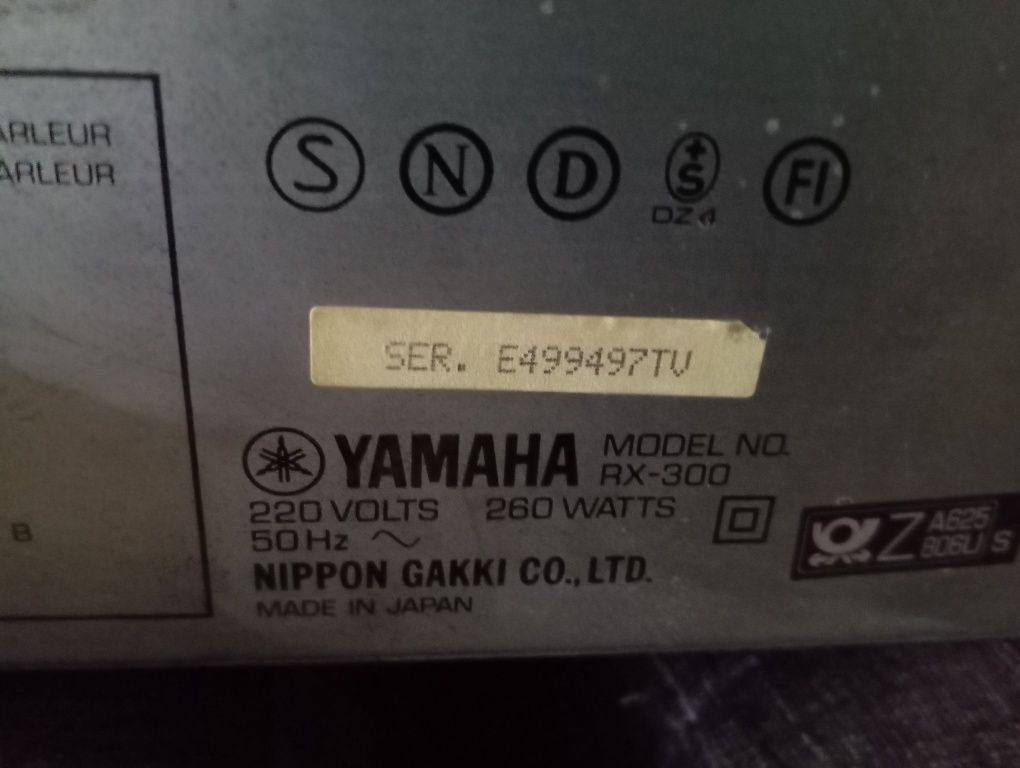 ARLEUR
ARLEUR
B
S N D +S FI
SER. E499497TV
YAMAHA
MODEL NO.
RX-300
220 VOLTS 260 WATTS
50 Hz
NIPPON GAKKI CO., LTD.
MADE IN JAPAN
Z A625
806U S